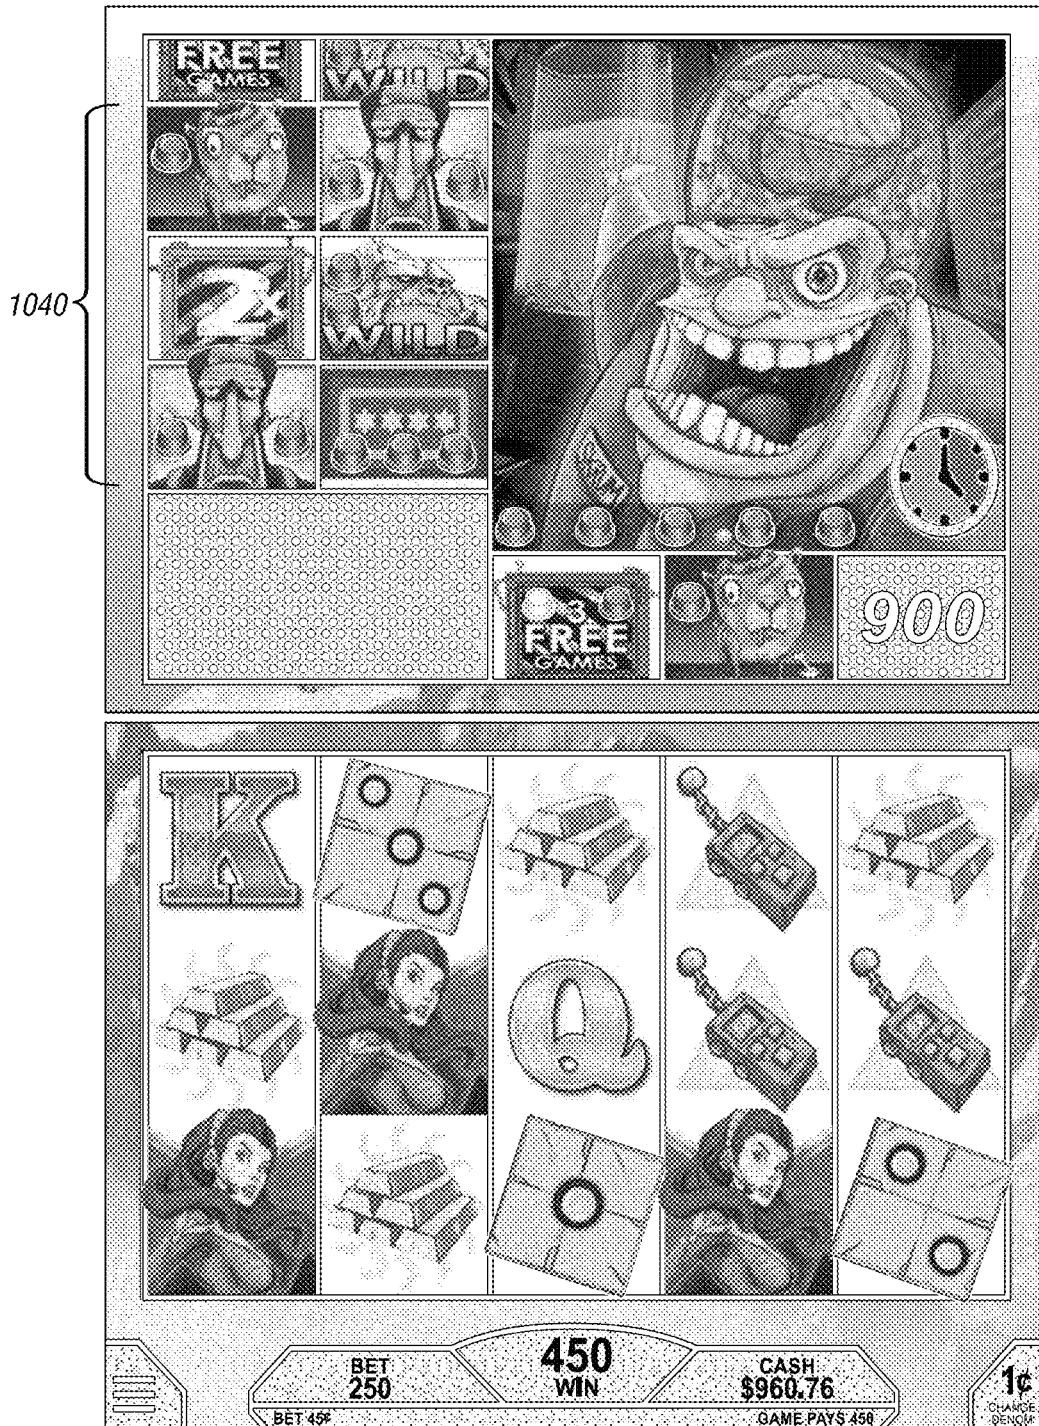 FREE
GAMES
WILD
1040
2x
WILD
3
FREE
GAMES
900
K
Q
BET
250
450
WIN
CASH
$960.76
1¢
CHANGE
DENOM
BET 45¢
GAME PAYS 450